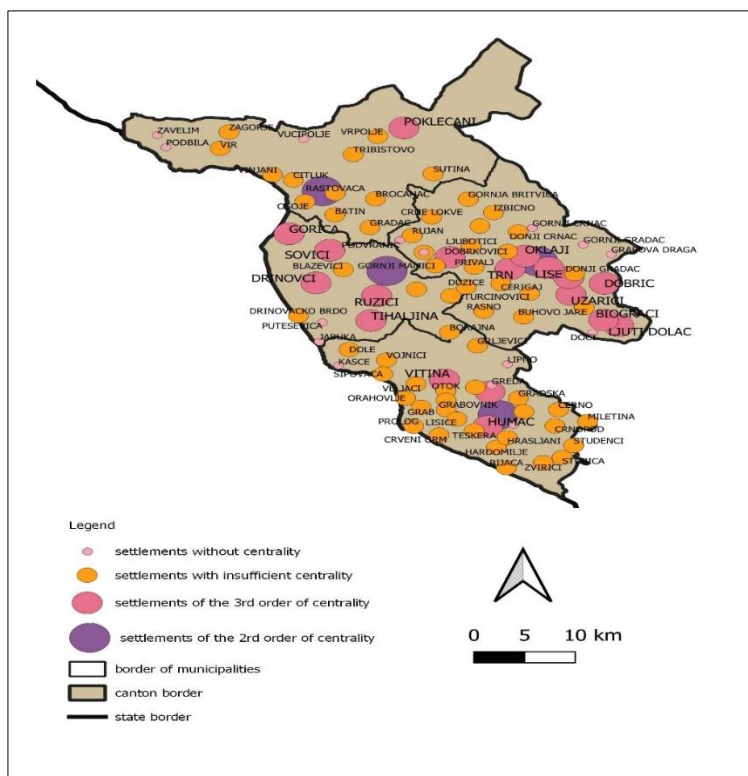 POKLECANI
ZAVELIM
ZAGORJE
VUCIPOLJE
VRPOLJE
PODBILA
VIR
TRIBISTOVO
SUTINA
VINJANI
CITLUK
RASTOVACA
BROCANAC
GORNJA BRITVICA
OSOJE
BATIN
CRNE LOKVE
IZBICNO
GRADAC
GORNJI CRNAC
GORICA
RUJAN
DONJI CRNAC
GORNJI GRADAC
PODVRANIC
LJUBOTICI
OKLAJI
GRABOVA DRAGA
SOVICI
DOBRKOVICI
BLAZEVICI
GORNJI MAMICI
PRIVALJ
TRN
LISE
DONJI GRADAC
DRINOVCI
DUZICE
CERIGAJ
DOBRIC
RUZICI
TURCINOVICI
UZARICI
DRINOVACKO BRDO
TIHALJINA
RASNO
BUHOVO
JARE
BIOGRACI
PUTESEVICA
LJUTI DOLAC
JABUKA
BORAJNA
GRLJEVICI
DOCI
DOLE
VOJNICI
KASCE
LIPNO
SIPOVACA
VITINA
GREDA
VELJACI
OTOK
GRADSKA
ORAHOVLJE
GRABOVNIK
CERNO
GRAB
MILETINA
PROLOG
LISICE
HUMAC
CRNOPOD
CRVENI GRM
TESKERA
HRASLJANI
STUDENCI
HARDOMILJE
BIJACA
ZVIRICI
STUBICA
Legend
settlements without centrality
settlements with insufficient centrality
settlements of the 3rd order of centrality
settlements of the 2rd order of centrality
border of municipalities
canton border
state border
0 5 10 km